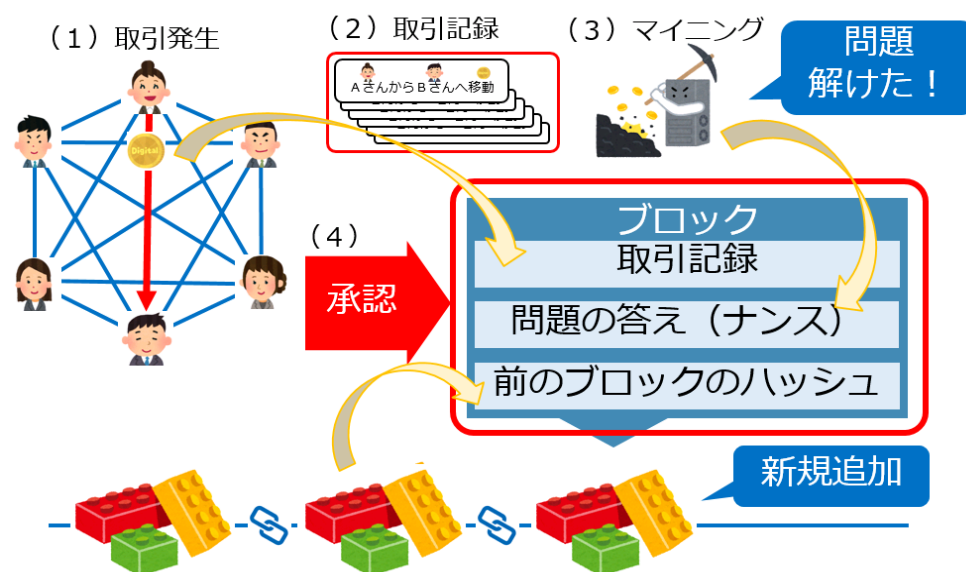 （１）取引発生
（２）取引記録
（３）マイニング
問題
解けた！
AさんからBさんへ移動
Digital
ブロック
取引記録
（４）
承認
問題の答え（ナンス）
前のブロックのハッシュ
新規追加